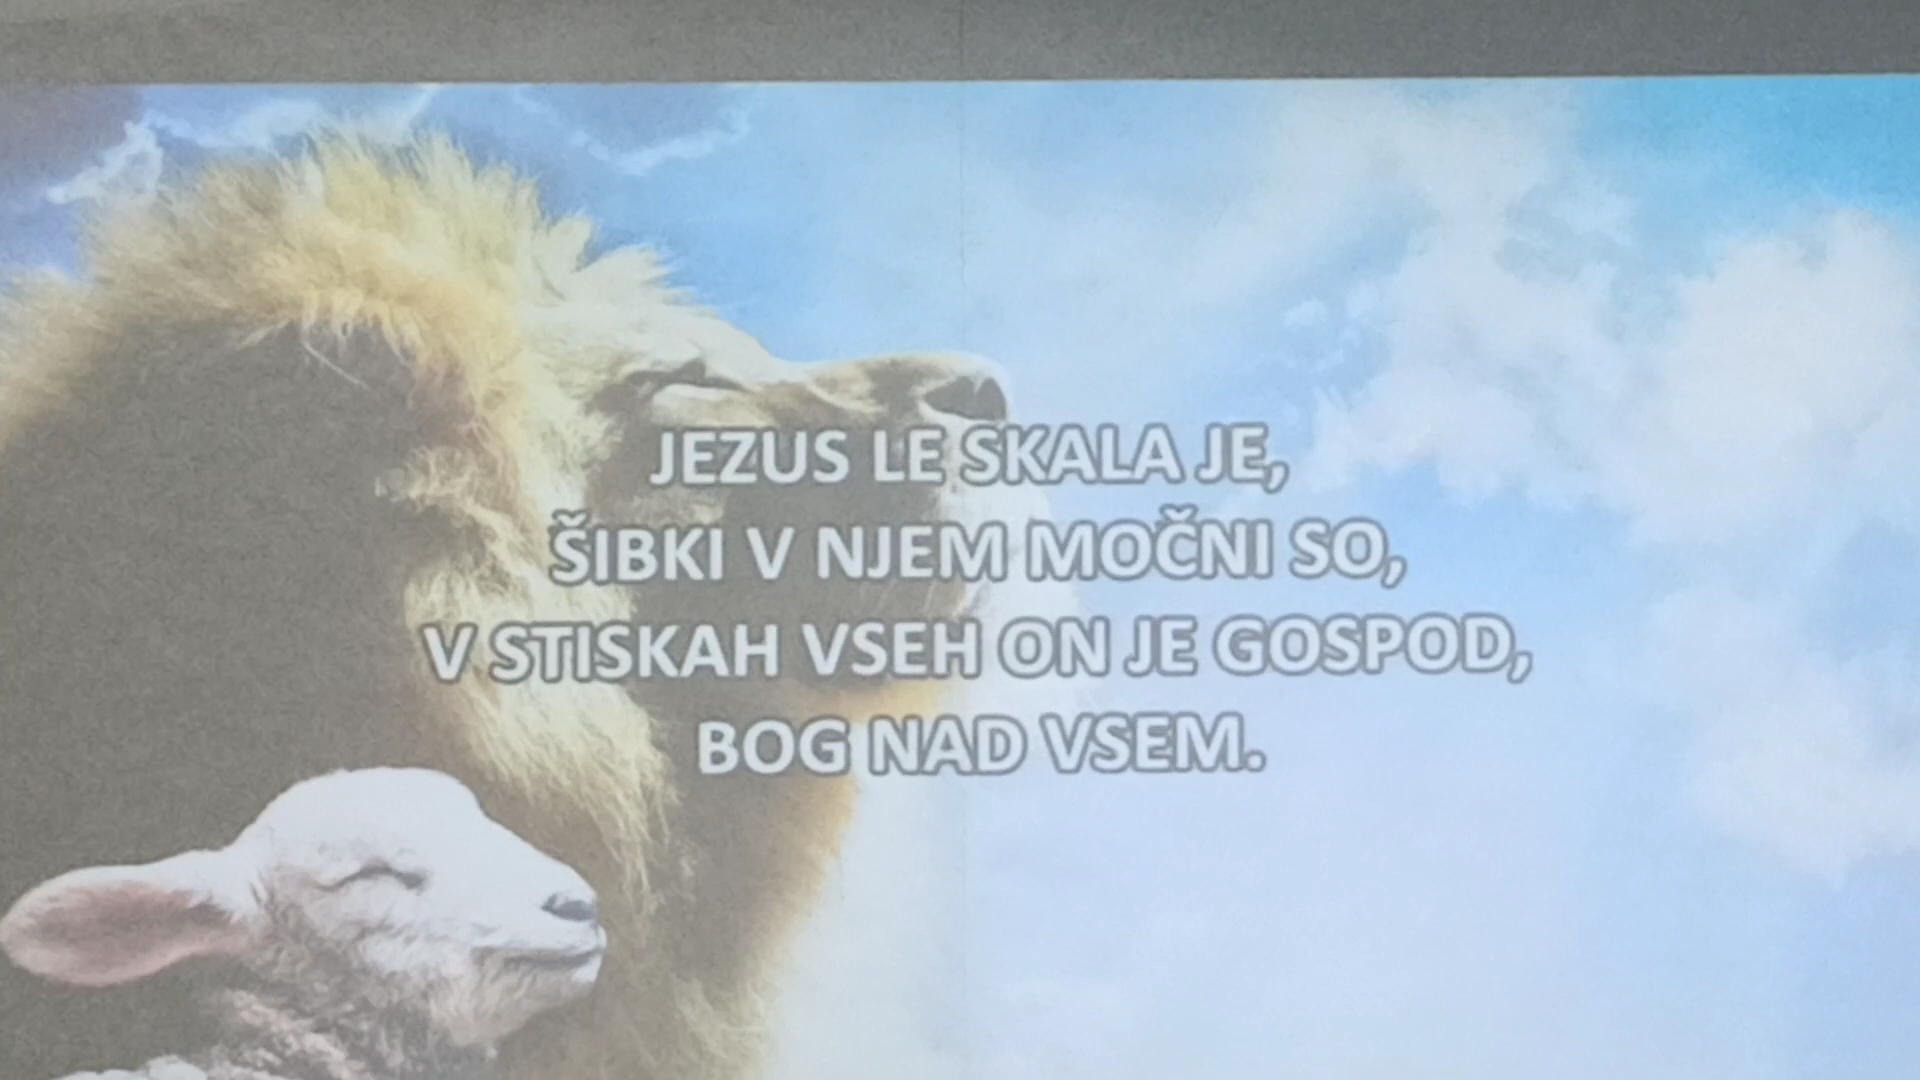 JEZUS LE SKALA JE,
ŠIBKI V NJEM MOČNI SO,
V STISKAH VSEH ON JE GOSPOD,
BOG NAD VSEM.